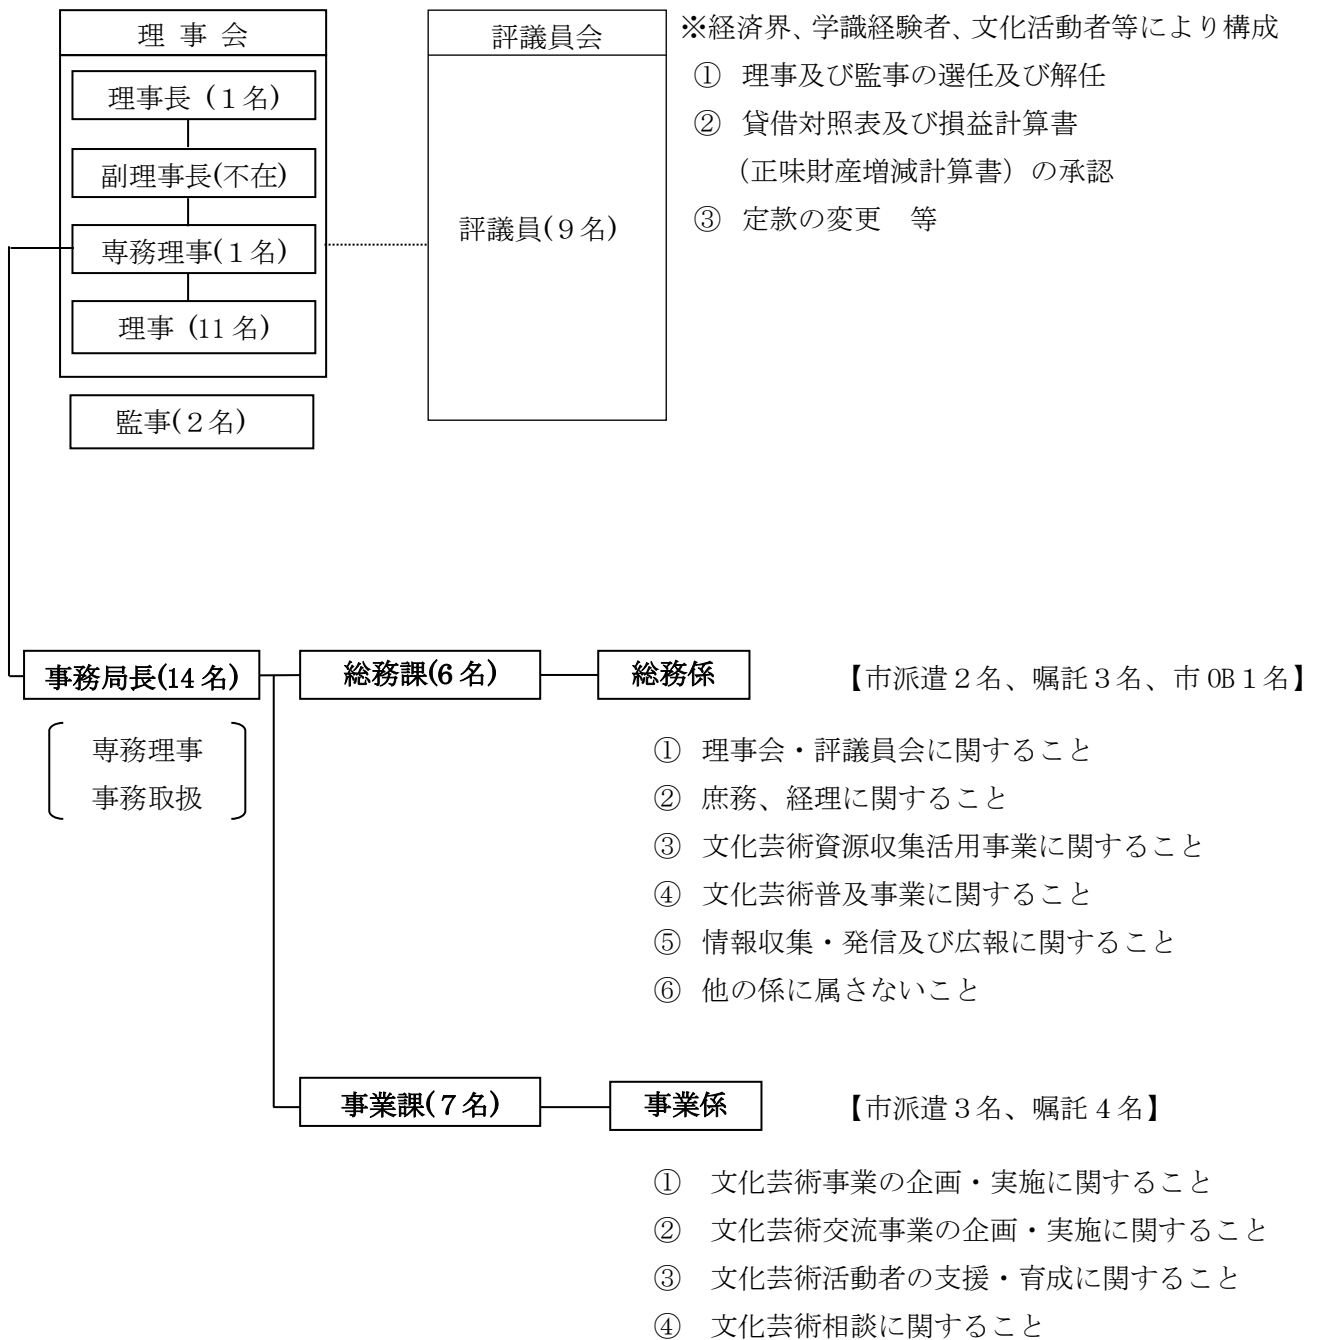 理 事 会
理事長 (１名)
副理事長(不在)
専務理事(１名)
理事 (11 名)
監事(２名)
評議員会
評議員(９名)
※経済界、学識経験者、文化活動者等により構成
① 理事及び監事の選任及び解任
② 貸借対照表及び損益計算書
（正味財産増減計算書）の承認
③ 定款の変更　等
事務局長(14 名)
専務理事
事務取扱
総務課(6 名)
総務係
【市派遣２名、嘱託３名、市 OB１名】
① 理事会・評議員会に関すること
② 庶務、経理に関すること
③ 文化芸術資源収集活用事業に関すること
④ 文化芸術普及事業に関すること
⑤ 情報収集・発信及び広報に関すること
⑥ 他の係に属さないこと
事業課(７名)
事業係
【市派遣３名、嘱託 4 名】
① 文化芸術事業の企画・実施に関すること
② 文化芸術交流事業の企画・実施に関すること
③ 文化芸術活動者の支援・育成に関すること
④ 文化芸術相談に関すること